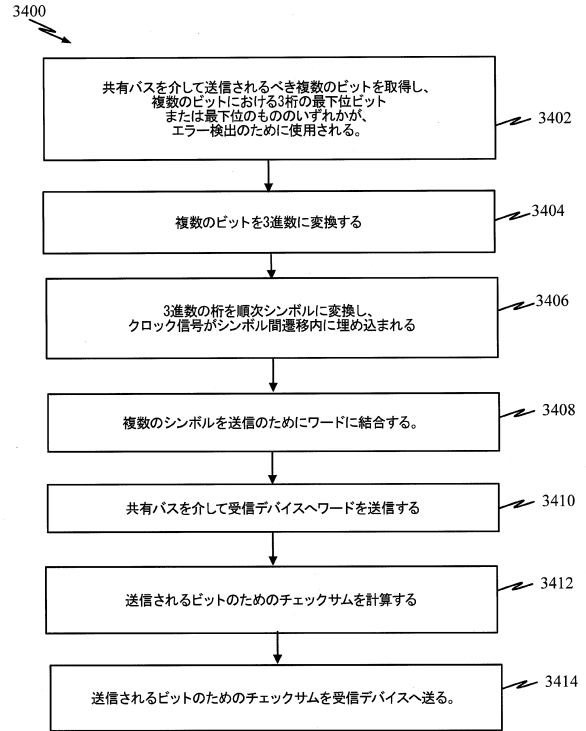 3400
共有バスを介して送信されるべき複数のビットを取得し、
複数のビットにおける3桁の最下位ビット
または最下位のもののいずれかが、
エラー検出のために使用される。
3402
複数のビットを3進数に変換する
3404
3進数の桁を順次シンボルに変換し、
クロック信号がシンボル間遷移内に埋め込まれる
3406
複数のシンボルを送信のためにワードに結合する。
3408
共有バスを介して受信デバイスへワードを送信する
3410
送信されるビットのためのチェックサムを計算する
3412
送信されるビットのためのチェックサムを受信デバイスへ送る。
3414